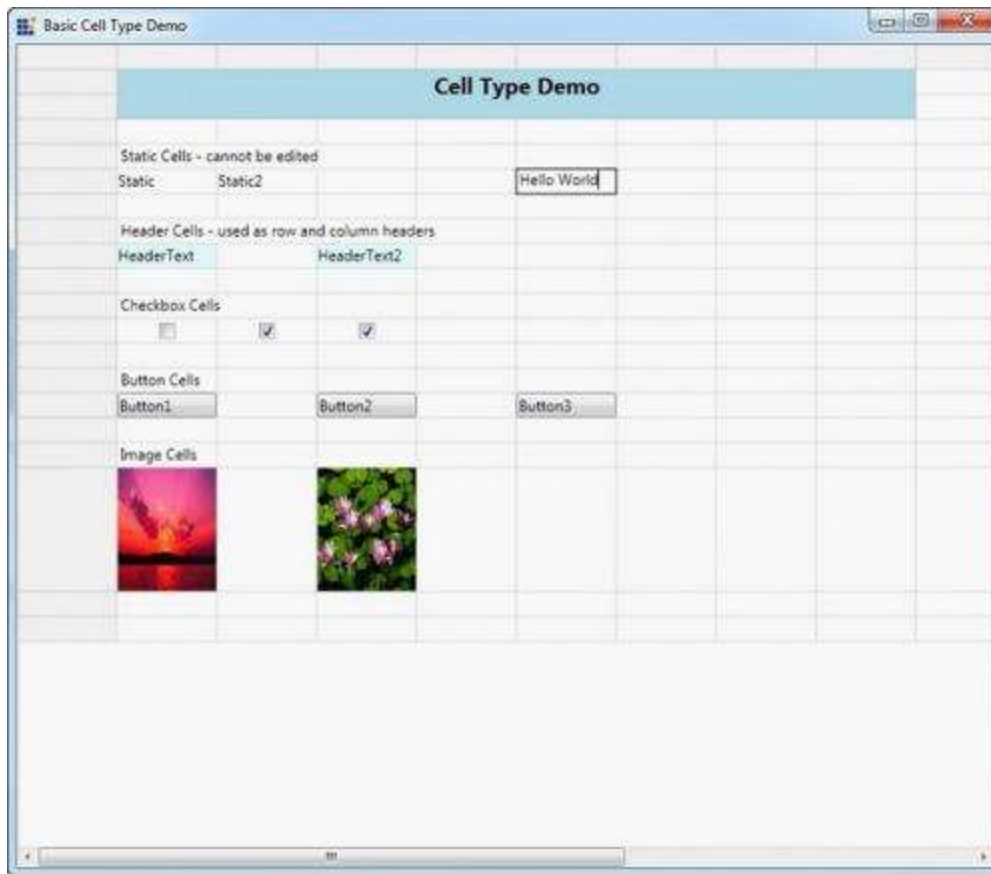 Basic Cell Type Demo
Cell Type Demo
Static Cells - cannot be edited
Static Static2 Hello World
Header Cells - used as row and column headers
HeaderText HeaderText2
Checkbox Cells
Button Cells
Button1 Button2 Button3
Image Cells